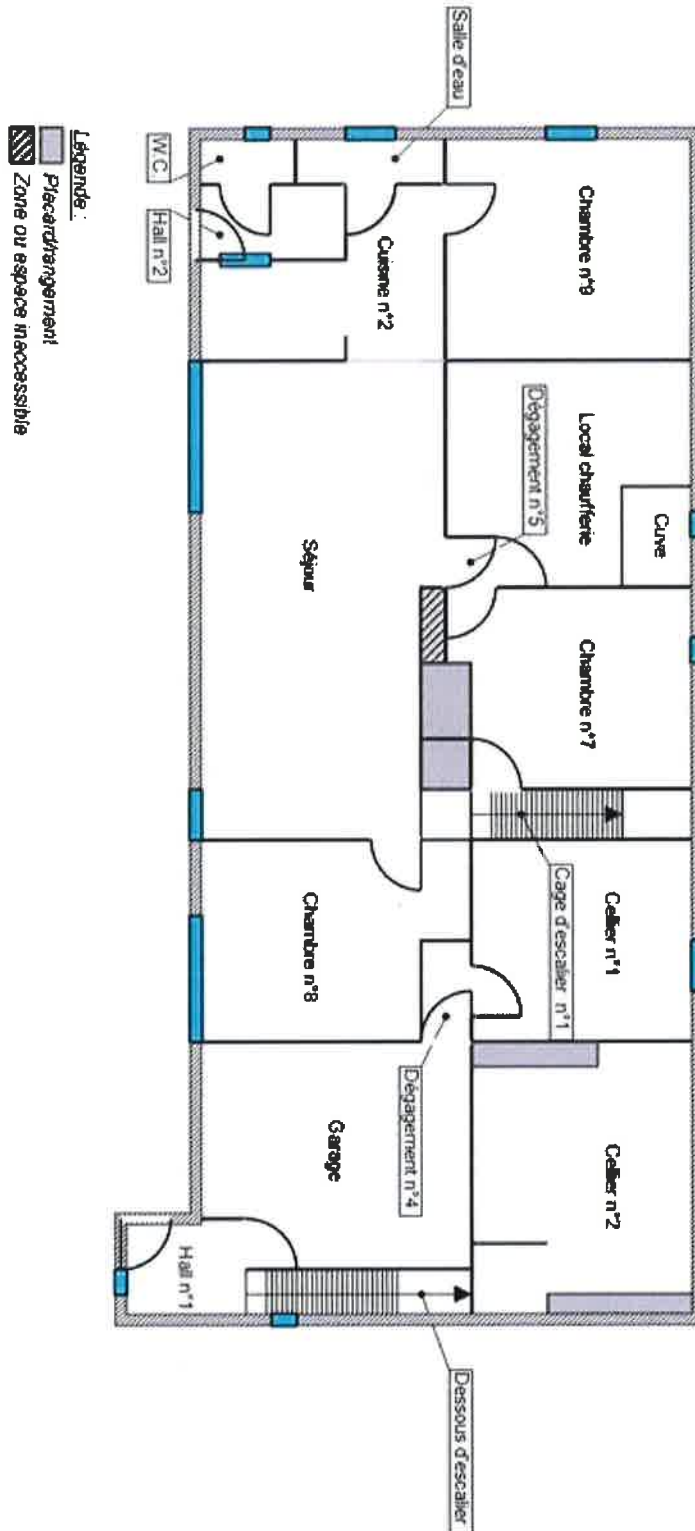 Salle d'eau
W.C.
Hall n°2
Cuisine n°2
Chambre n°9
Dégagement n°5
Local chaufferie
Cuve
Séjour
Chambre n°7
Cage d'escalier n°1
Cellier n°1
Chambre n°8
Dégagement n°4
Garage
Cellier n°2
Hall n°1
Dessous d'escalier
Légende :
Placard/rangement
Zone ou espace inaccessible